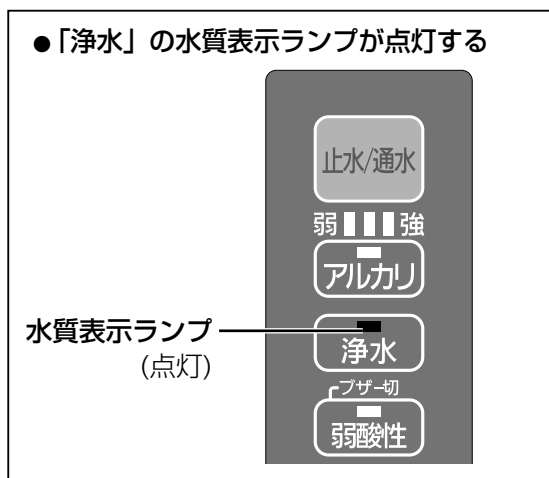 ●「浄水」の水質表示ランプが点灯する
止水/通水
弱 強
アルカリ
水質表示ランプ
(点灯)
浄水
ブザー切
弱酸性